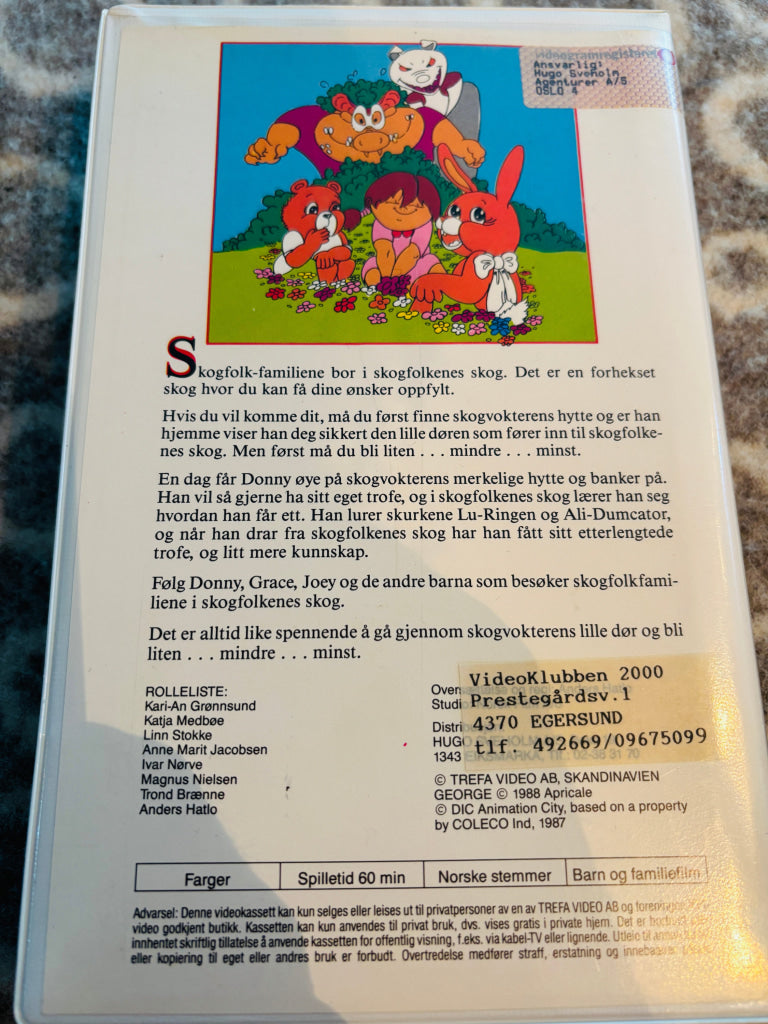 videogramregister
Ansvarlig:
Hugo Sveholm
Agenturer A/S
OSLO 4
Skogfolk-familiene bor i skogfolkenes skog. Det er en forhekset
skog hvor du kan få dine ønsker oppfylt.
Hvis du vil komme dit, må du først finne skogvokterens hytte og er han
hjemme viser han deg sikkert den lille døren som fører inn til skogfolke-
nes skog. Men først må du bli liten . . . mindre . . . minst.
En dag får Donny øye på skogvokterens merkelige hytte og banker på.
Han vil så gjerne ha sitt eget trofe, og i skogfolkenes skog lærer han seg
hvordan han får ett. Han lurer skurkene Lu-Ringen og Ali-Dumcator,
og når han drar fra skogfolkenes skog har han fått sitt etterlengtede
trofe, og litt mere kunnskap.
Følg Donny, Grace, Joey og de andre barna som besøker skogfolkfami-
liene i skogfolkenes skog.
Det er alltid like spennende å gå gjennom skogvokterens lille dør og bli
liten . . . mindre . . . minst.
ROLLELISTE:
Kari-An Grønnsund
Katja Medbøe
Linn Stokke
Anne Marit Jacobsen
Ivar Nørve
Magnus Nielsen
Trond Brænne
Anders Hatlo
Studi
Distri
HUGO
1343
VideoKlubben 2000
Prestegårdsv.1
4370 EGERSUND
tlf. 492669/09675099
© TREFA VIDEO AB, SKANDINAVIEN
GEORGE © 1988 Apricale
© DIC Animation City, based on a property
by COLECO Ind, 1987
Farger
Spilletid 60 min
Norske stemmer
Barn og familiefilm
Advarsel: Denne videokassett kan kun selges eller leises ut til privatpersoner av en av TREFA VIDEO AB og
video godkjent butikk. Kassetten kan kun anvendes til privat bruk, dvs. vises gratis i private hjem. Det er
innhentet skriftlig tillatelse å anvende kassetten for offentlig visning, f.eks. via kabel-TV eller lignende. Utleie til
eller kopiering til eget eller andres bruk er forbudt. Overtredelse medfører straff, erstatning og